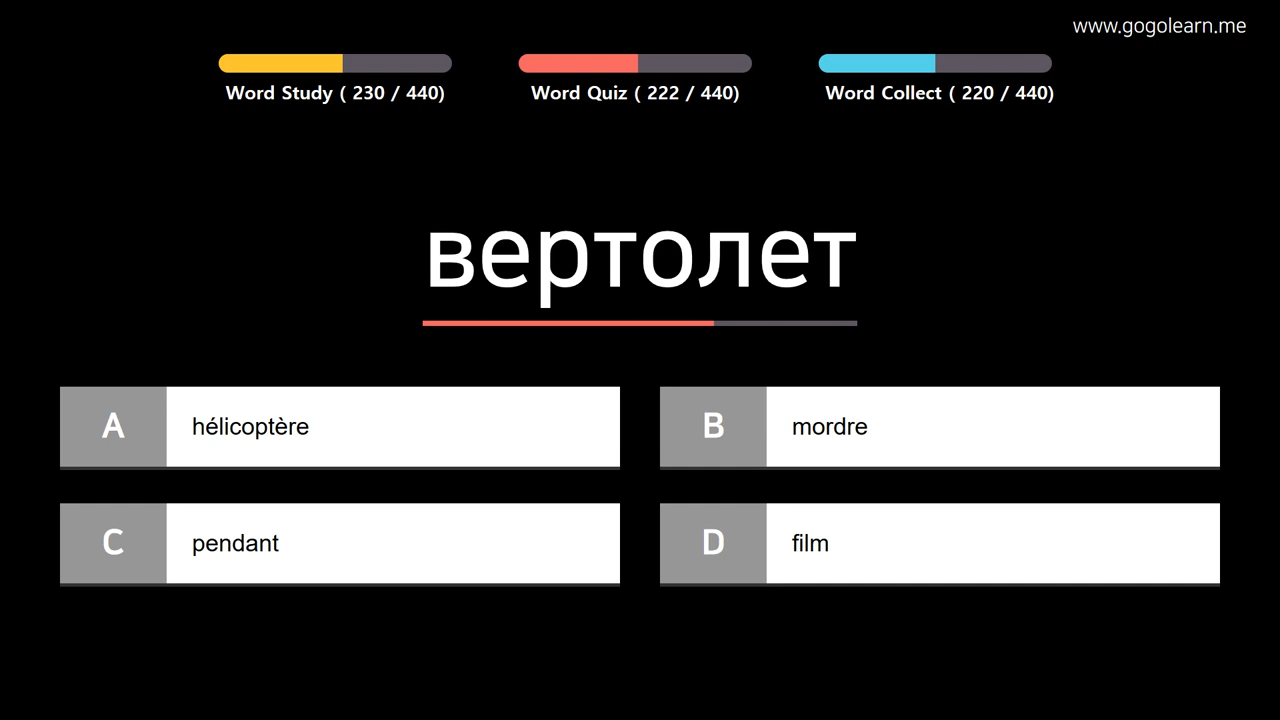 www.gogolearn.me
Word Study ( 230 / 440)
Word Quiz ( 222 / 440)
Word Collect ( 220 / 440)
вертолет
A hélicoptère
B mordre
C pendant
D film